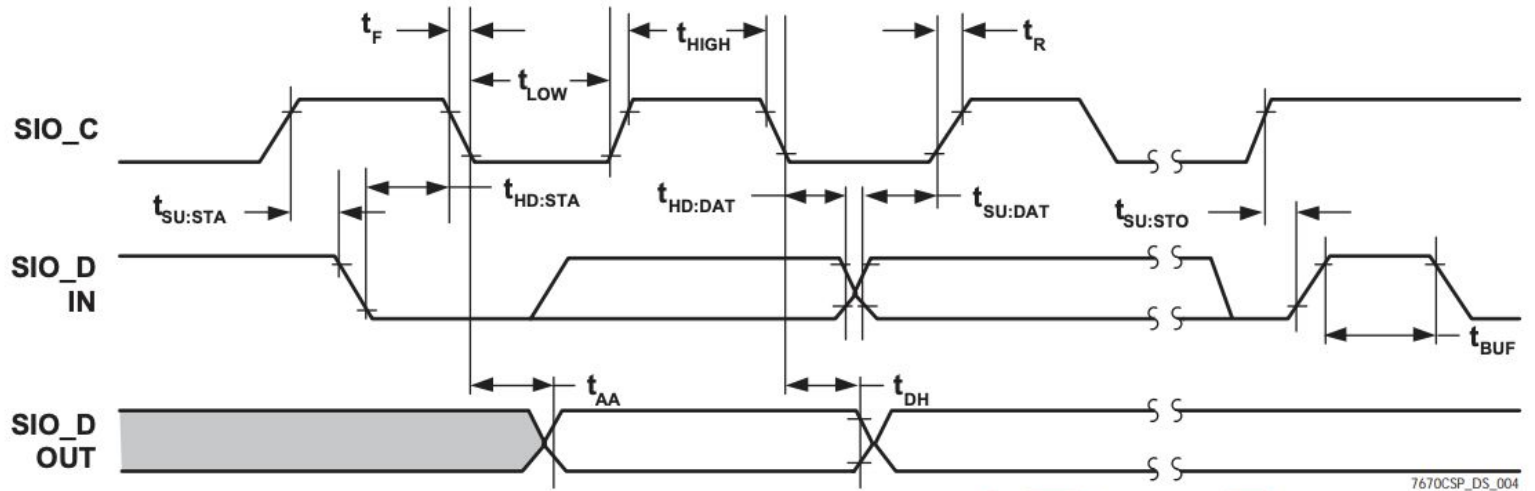 tF
tHIGH
tR
tLOW
SIO_C
tHD:STA
tHD:DAT
tSU:DAT
tSU:STA
tSU:STO
SIO_D
IN
tBUF
tAA
tDH
SIO_D
OUT
7670CSP_DS_004